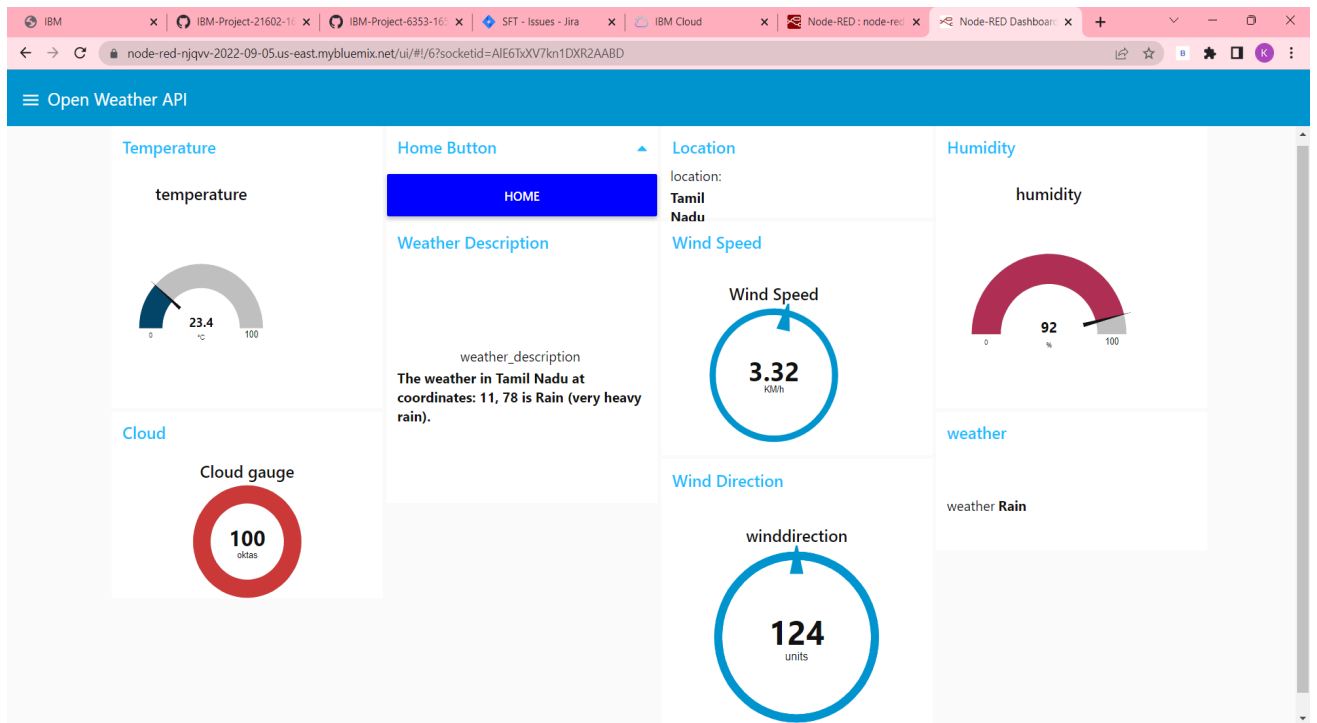 IBM
IBM-Project-21602-16
IBM-Project-6353-16
SFT - Issues - Jira
IBM Cloud
Node-RED : node-red
Node-RED Dashboard
node-red-njqvv-2022-09-05.us-east.mybluemix.net/ui/#!/6?socketid=AlE6TxXV7kn1DXR2AABD
B
K
Open Weather API
Temperature
temperature
23.4
°C
0
100
Cloud
Cloud gauge
100
oktas
Home Button
HOME
Weather Description
weather_description
The weather in Tamil Nadu at
coordinates: 11, 78 is Rain (very heavy
rain).
Location
location:
Tamil
Nadu
Wind Speed
Wind Speed
3.32
KM/h
Wind Direction
winddirection
124
units
Humidity
humidity
92
%
0
100
weather
weather Rain